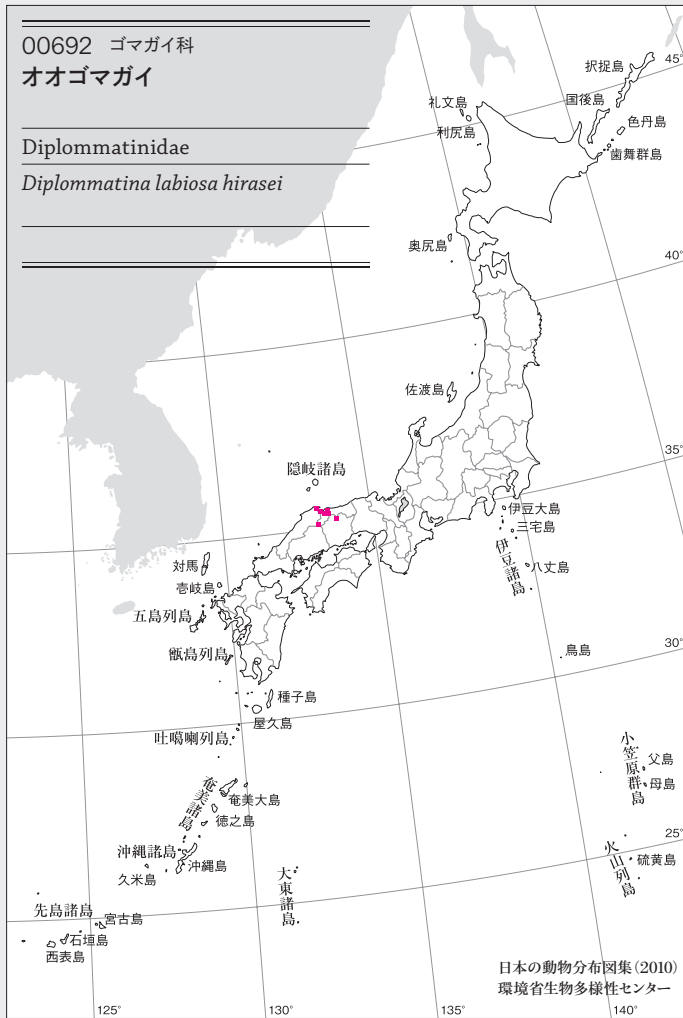 00692 ゴマガイ科
オオゴマガイ
Diplommatinidae
Diplommatina labiosa hirasei
択捉島
45°
国後島
礼文島
色丹島
利尻島
歯舞群島
奥尻島
40°
佐渡島
35°
隠岐諸島
伊豆大島
三宅島
伊豆諸島
八丈島
対馬
壱岐島
五島列島
甑島列島
鳥島
30°
種子島
屋久島
吐噶喇列島
小笠原群島
父島
母島
奄美諸島
奄美大島
徳之島
25°
沖縄諸島
沖縄島
久米島
火山列島
硫黄島
大東諸島
先島諸島
宮古島
石垣島
西表島
日本の動物分布図集(2010)
環境省生物多様性センター
125°
130°
135°
140°